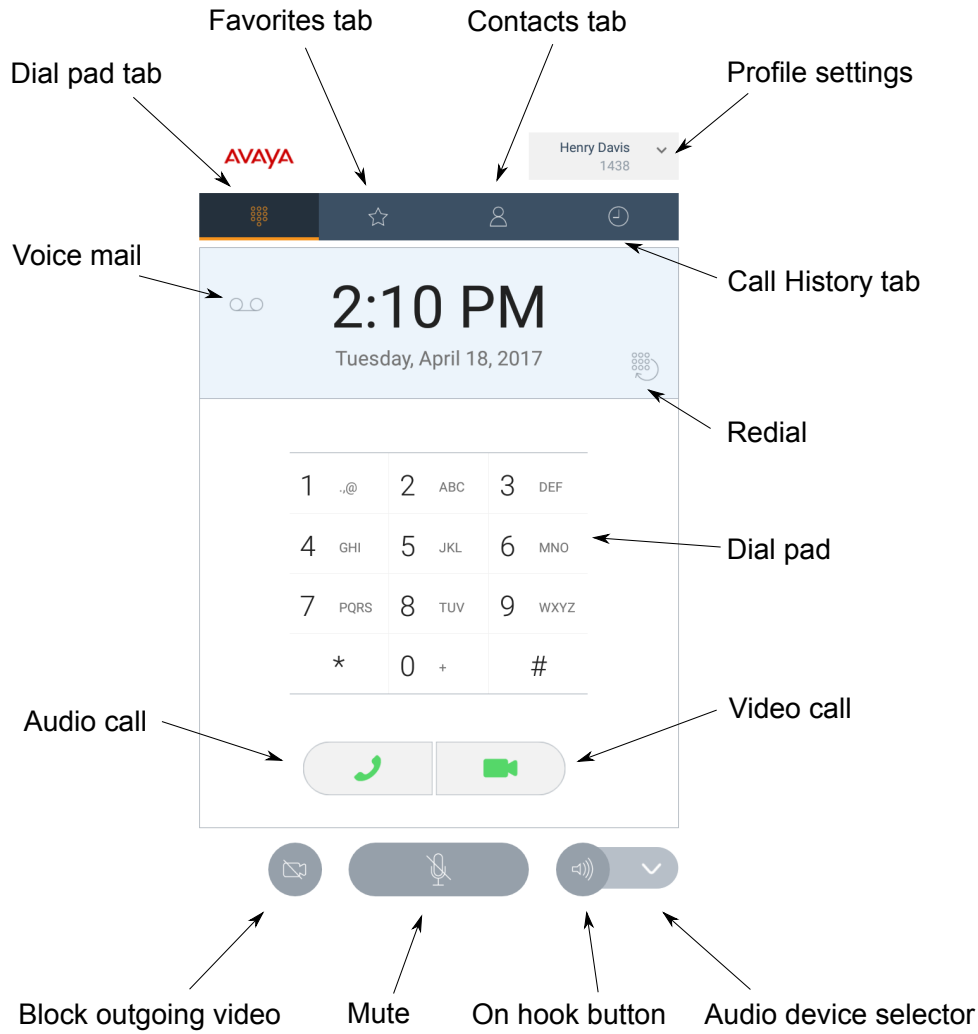 Favorites tab
Contacts tab
Dial pad tab
Profile settings
AVAYA
Henry Davis
1438
Voice mail
Call History tab
2:10 PM
Tuesday, April 18, 2017
Redial
1 .,@ 2 ABC 3 DEF
4 GHI 5 JKL 6 MNO
Dial pad
7 PQRS 8 TUV 9 WXYZ
* 0 + #
Audio call
Video call
Block outgoing video
Mute
On hook button
Audio device selector